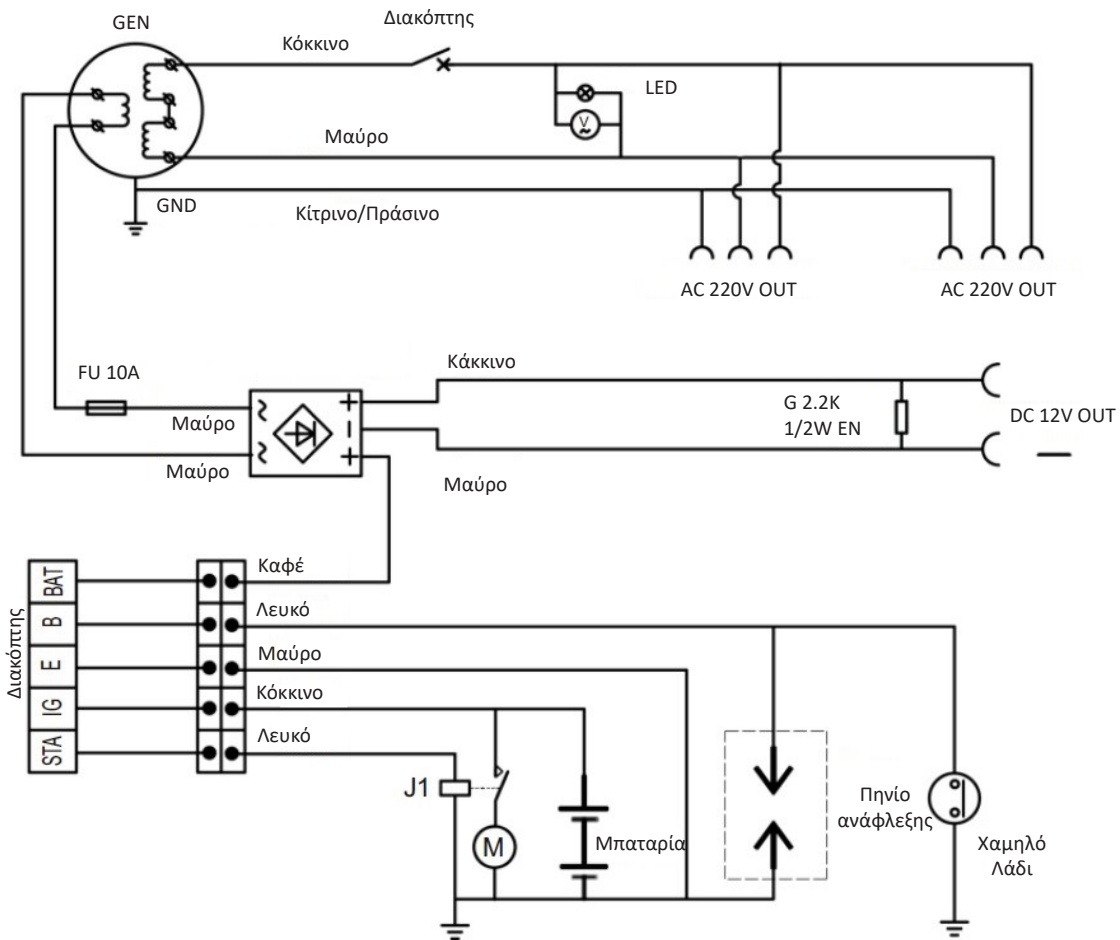 GEN
Διακόπτης
Κόκκινο
LED
V
Μαύρο
GND
Κίτρινο/Πράσινο
AC 220V OUT
AC 220V OUT
FU 10A
Κάκκινο
G 2.2K
1/2W EN
DC 12V OUT
Μαύρο
Μαύρο
Μαύρο
Διακόπτης
BAT
Καφέ
B
Λευκό
E
Μαύρο
IG
Κόκκινο
STA
Λευκό
J1
M
Μπαταρία
Πηνίο
ανάφλεξης
Χαμηλό
Λάδι